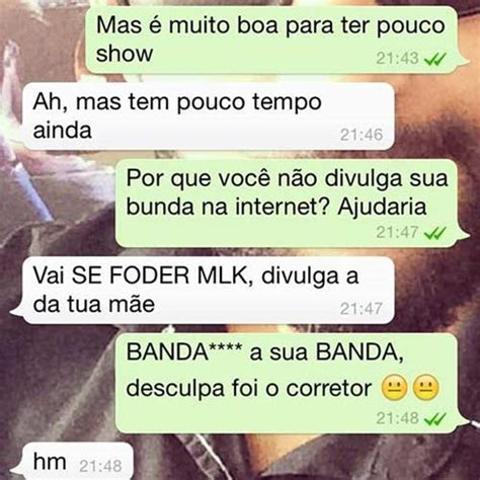 Mas é muito boa para ter pouco
show
21:43
Ah, mas tem pouco tempo
ainda
21:46
Por que você não divulga sua
bunda na internet? Ajudaria
21:47
Vai SE FODER MLK, divulga a
da tua mãe
21:47
BANDA**** a sua BANDA,
desculpa foi o corretor 😐😐
21:48
hm 21:48